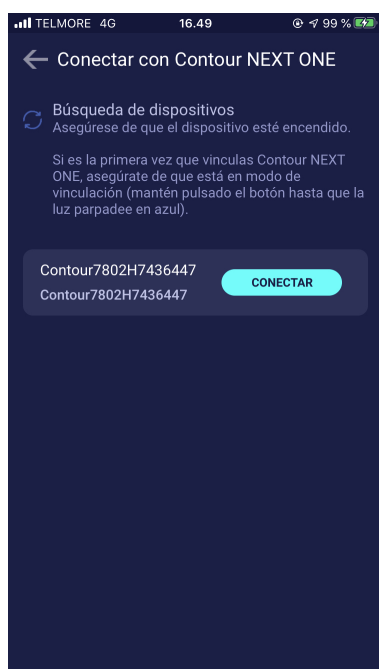 TELMORE 4G 16.49 99 %
Conectar con Contour NEXT ONE
Búsqueda de dispositivos
Asegúrese de que el dispositivo esté encendido.
Si es la primera vez que vinculas Contour NEXT
ONE, asegúrate de que está en modo de
vinculación (mantén pulsado el botón hasta que la
luz parpadee en azul).
Contour7802H7436447
CONECTAR
Contour7802H7436447